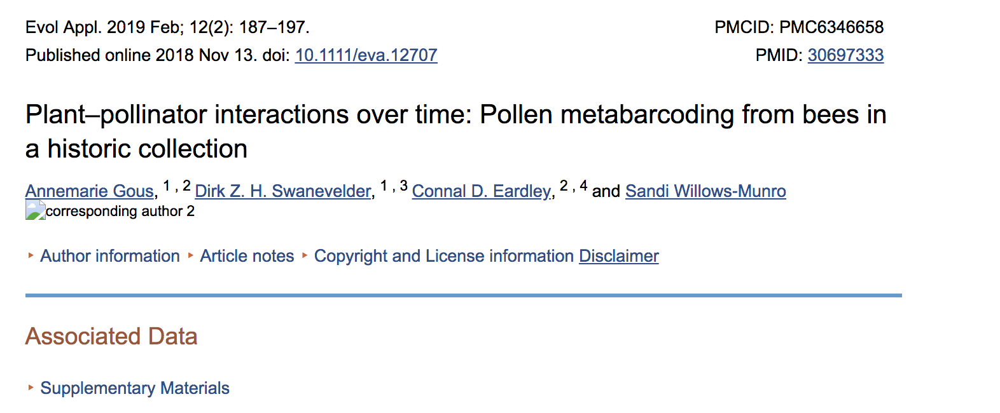 Evol Appl. 2019 Feb; 12(2): 187–197.
PMCID: PMC6346658
Published online 2018 Nov 13. doi: 10.1111/eva.12707
PMID: 30697333
Plant–pollinator interactions over time: Pollen metabarcoding from bees in
a historic collection
Annemarie Gous, 1 , 2 Dirk Z. H. Swanevelder, 1 , 3 Connal D. Eardley, 2 , 4 and Sandi Willows-Munro
corresponding author 2
‣ Author information ‣ Article notes ‣ Copyright and License information Disclaimer
Associated Data
‣ Supplementary Materials